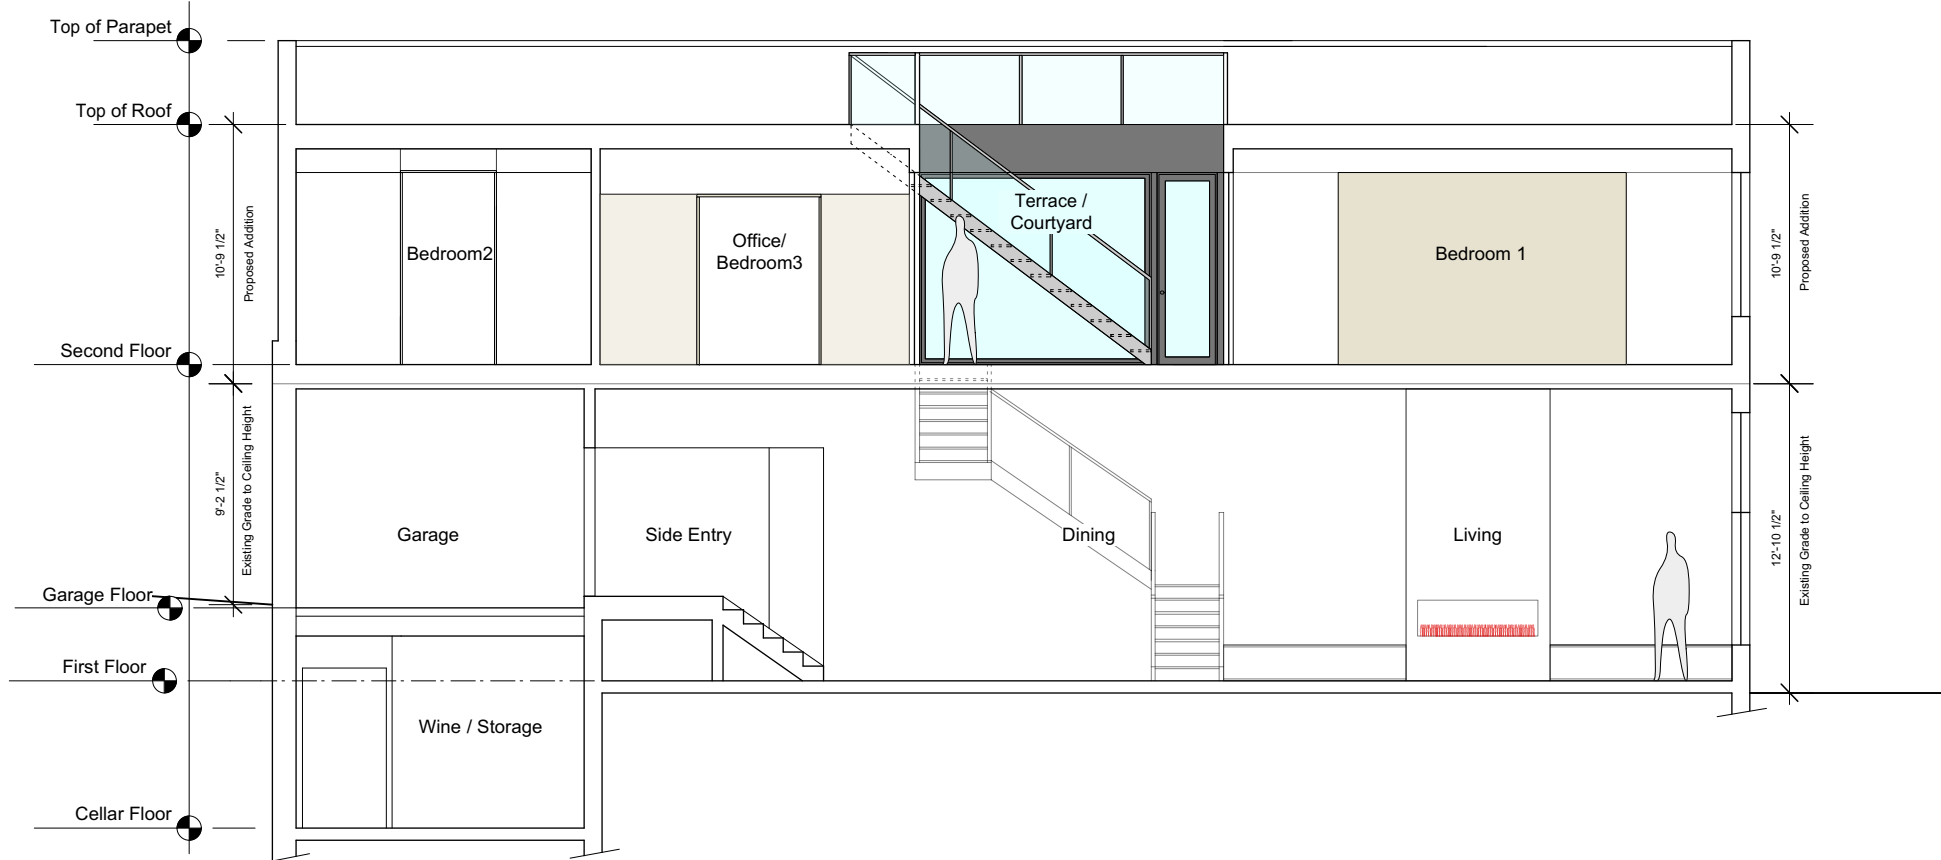 Top of Parapet
Top of Roof
Second Floor
Garage Floor
First Floor
Cellar Floor
10'-9 1/2"
Proposed Addition
9'-2 1/2"
Existing Grade to Ceiling Height
Bedroom2
Office/
Bedroom3
Terrace /
Courtyard
Bedroom 1
Garage
Side Entry
Dining
Living
Wine / Storage
10'-9 1/2"
Proposed Addition
12'-10 1/2"
Existing Grade to Ceiling Height